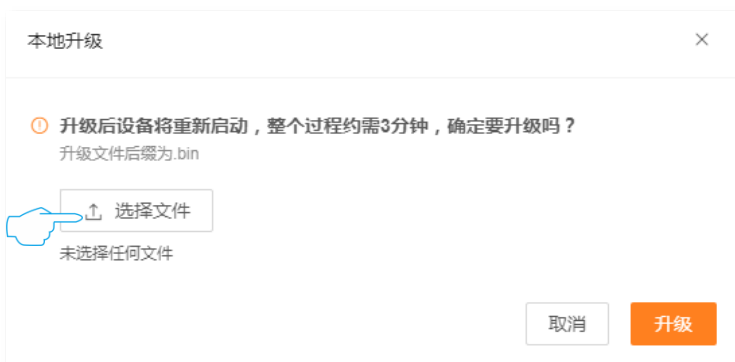 本地升级
升级后设备将重新启动，整个过程约需3分钟，确定要升级吗？
升级文件后缀为.bin
选择文件
未选择任何文件
取消
升级